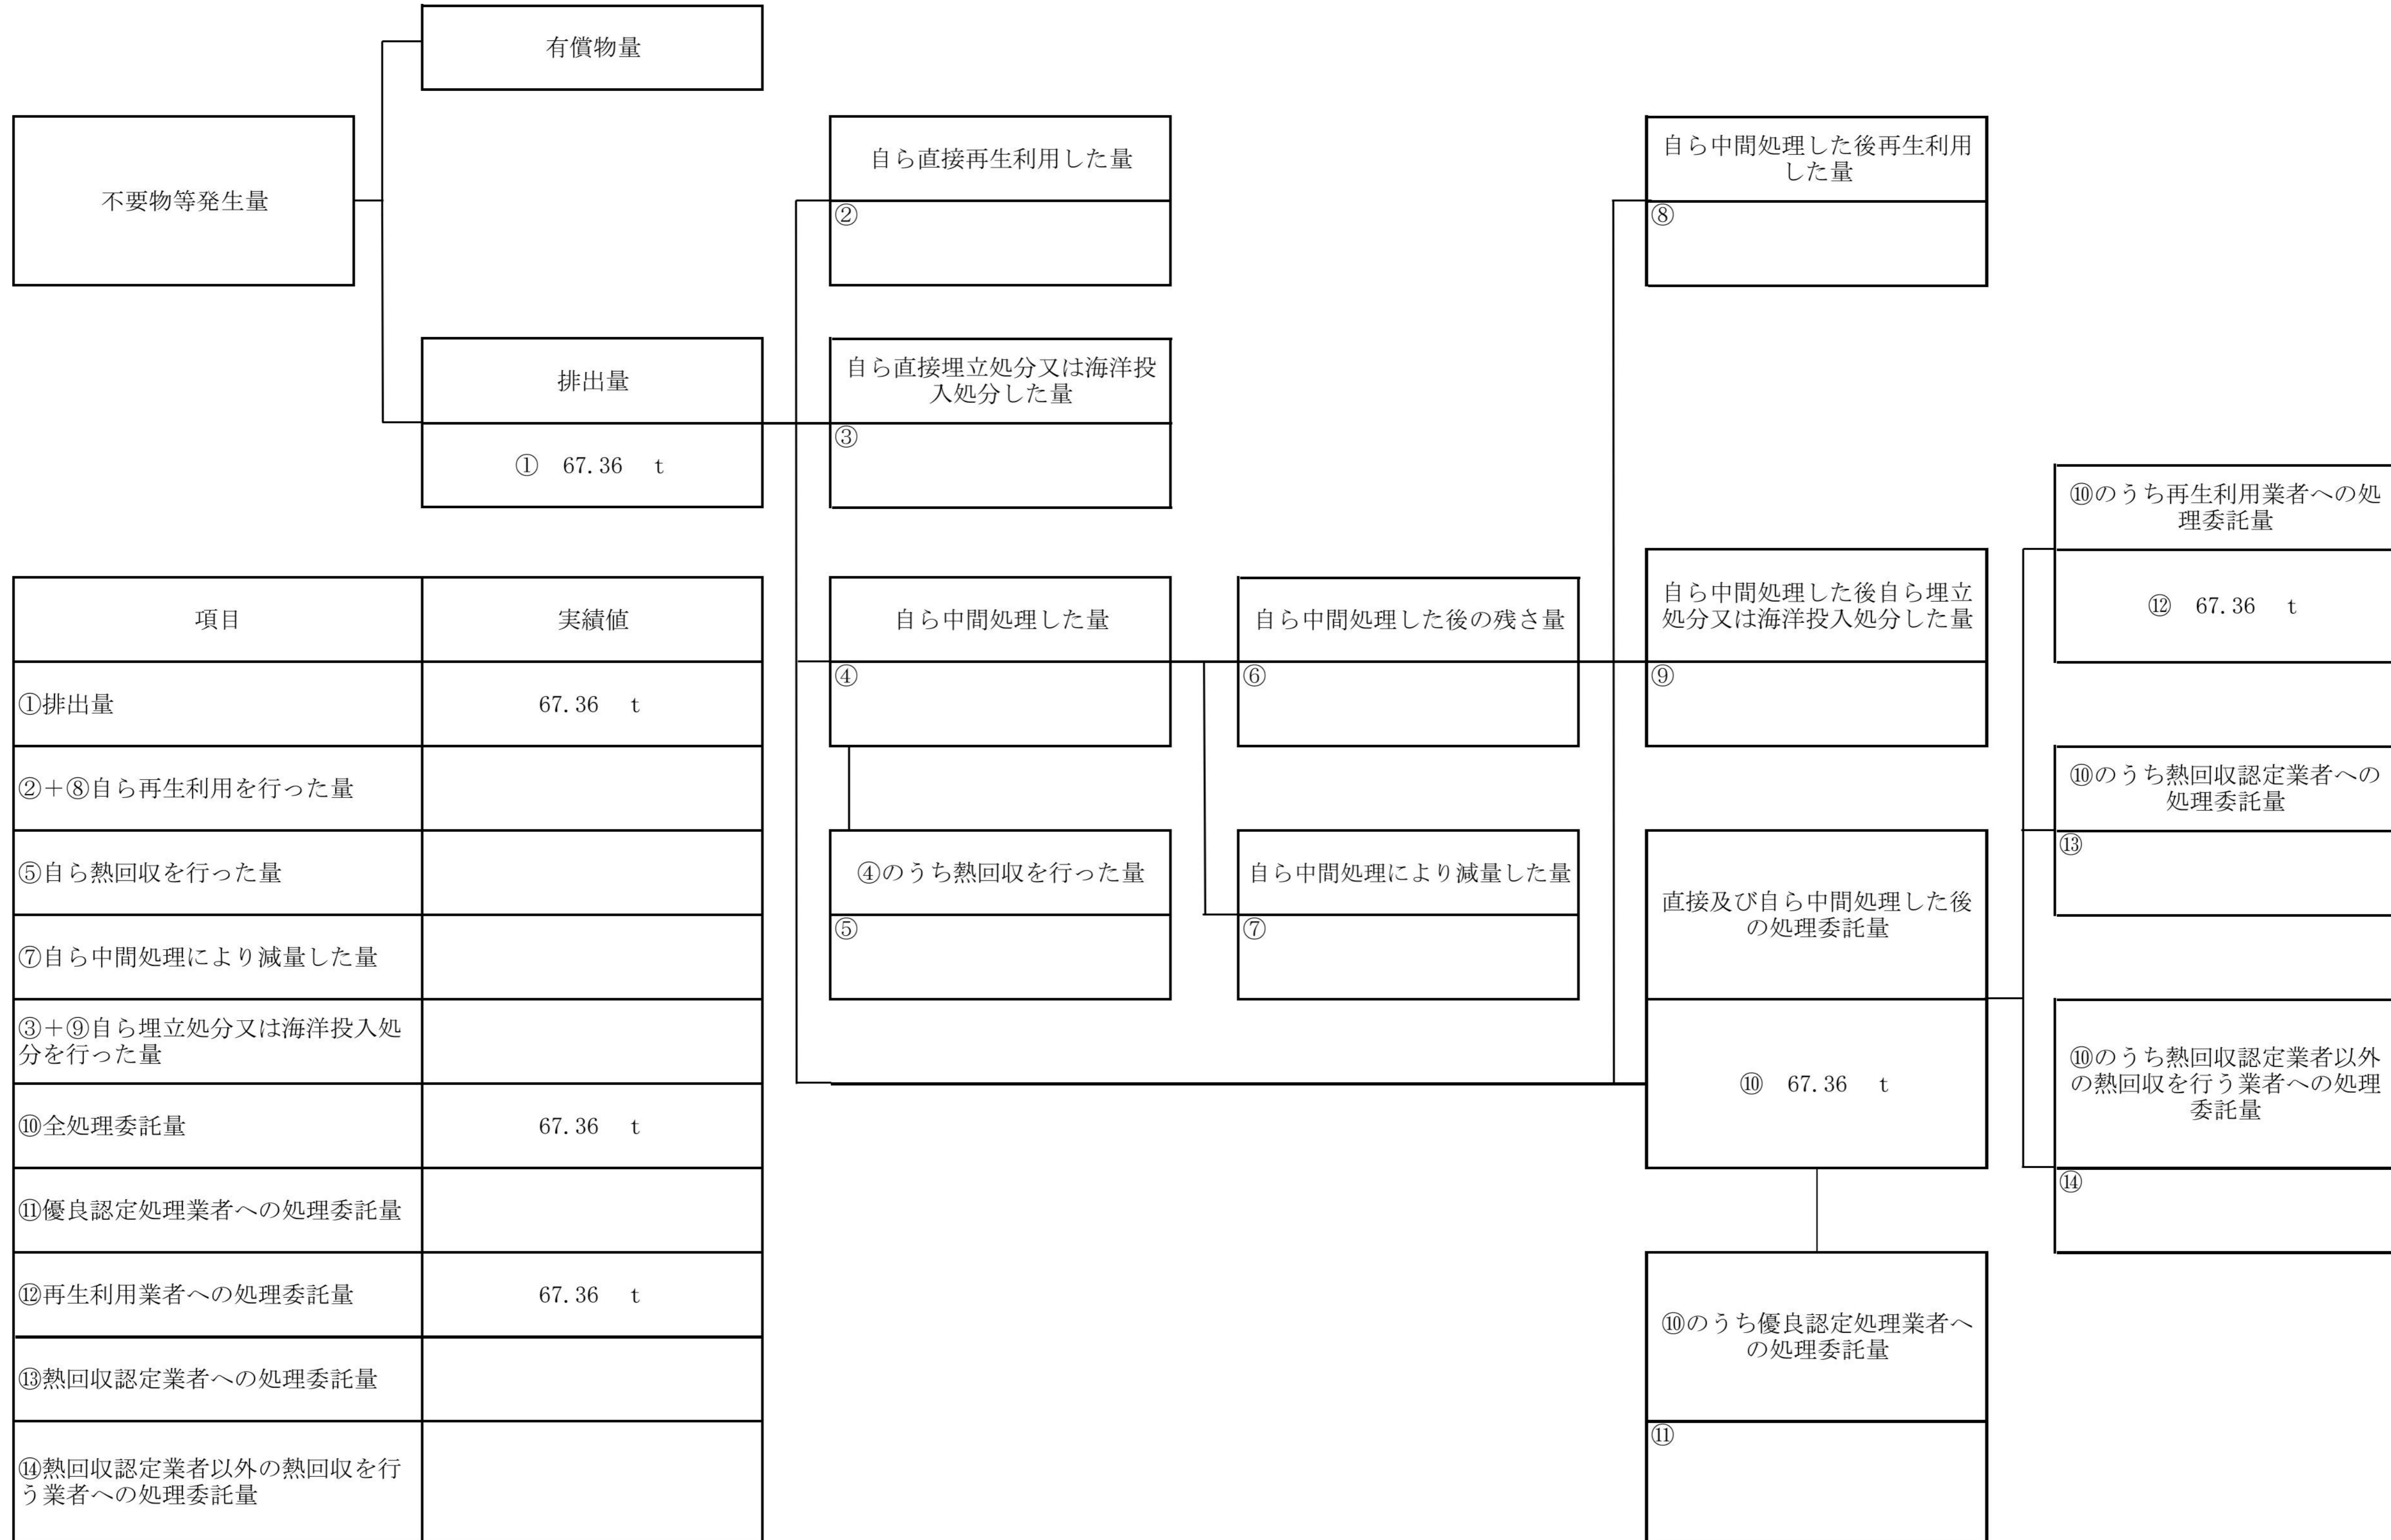 有償物量
不要物等発生量
自ら直接再生利用した量
②
自ら中間処理した後再生利用
した量
⑧
排出量
① 67.36 t
自ら直接埋立処分又は海洋投
入処分した量
③
⑩のうち再生利用業者への処
理委託量
⑫ 67.36 t
自ら中間処理した量
④
自ら中間処理した後の残さ量
⑥
自ら中間処理した後自ら埋立
処分又は海洋投入処分した量
⑨
⑩のうち熱回収認定業者への
処理委託量
⑬
④のうち熱回収を行った量
⑤
自ら中間処理により減量した量
⑦
直接及び自ら中間処理した後
の処理委託量
⑩ 67.36 t
⑩のうち熱回収認定業者以外
の熱回収を行う業者への処理
委託量
⑭
⑩のうち優良認定処理業者へ
の処理委託量
⑪
項目 実績値
①排出量 67.36 t
②＋⑧自ら再生利用を行った量
⑤自ら熱回収を行った量
⑦自ら中間処理により減量した量
③＋⑨自ら埋立処分又は海洋投入処
分を行った量
⑩全処理委託量 67.36 t
⑪優良認定処理業者への処理委託量
⑫再生利用業者への処理委託量 67.36 t
⑬熱回収認定業者への処理委託量
⑭熱回収認定業者以外の熱回収を行
う業者への処理委託量